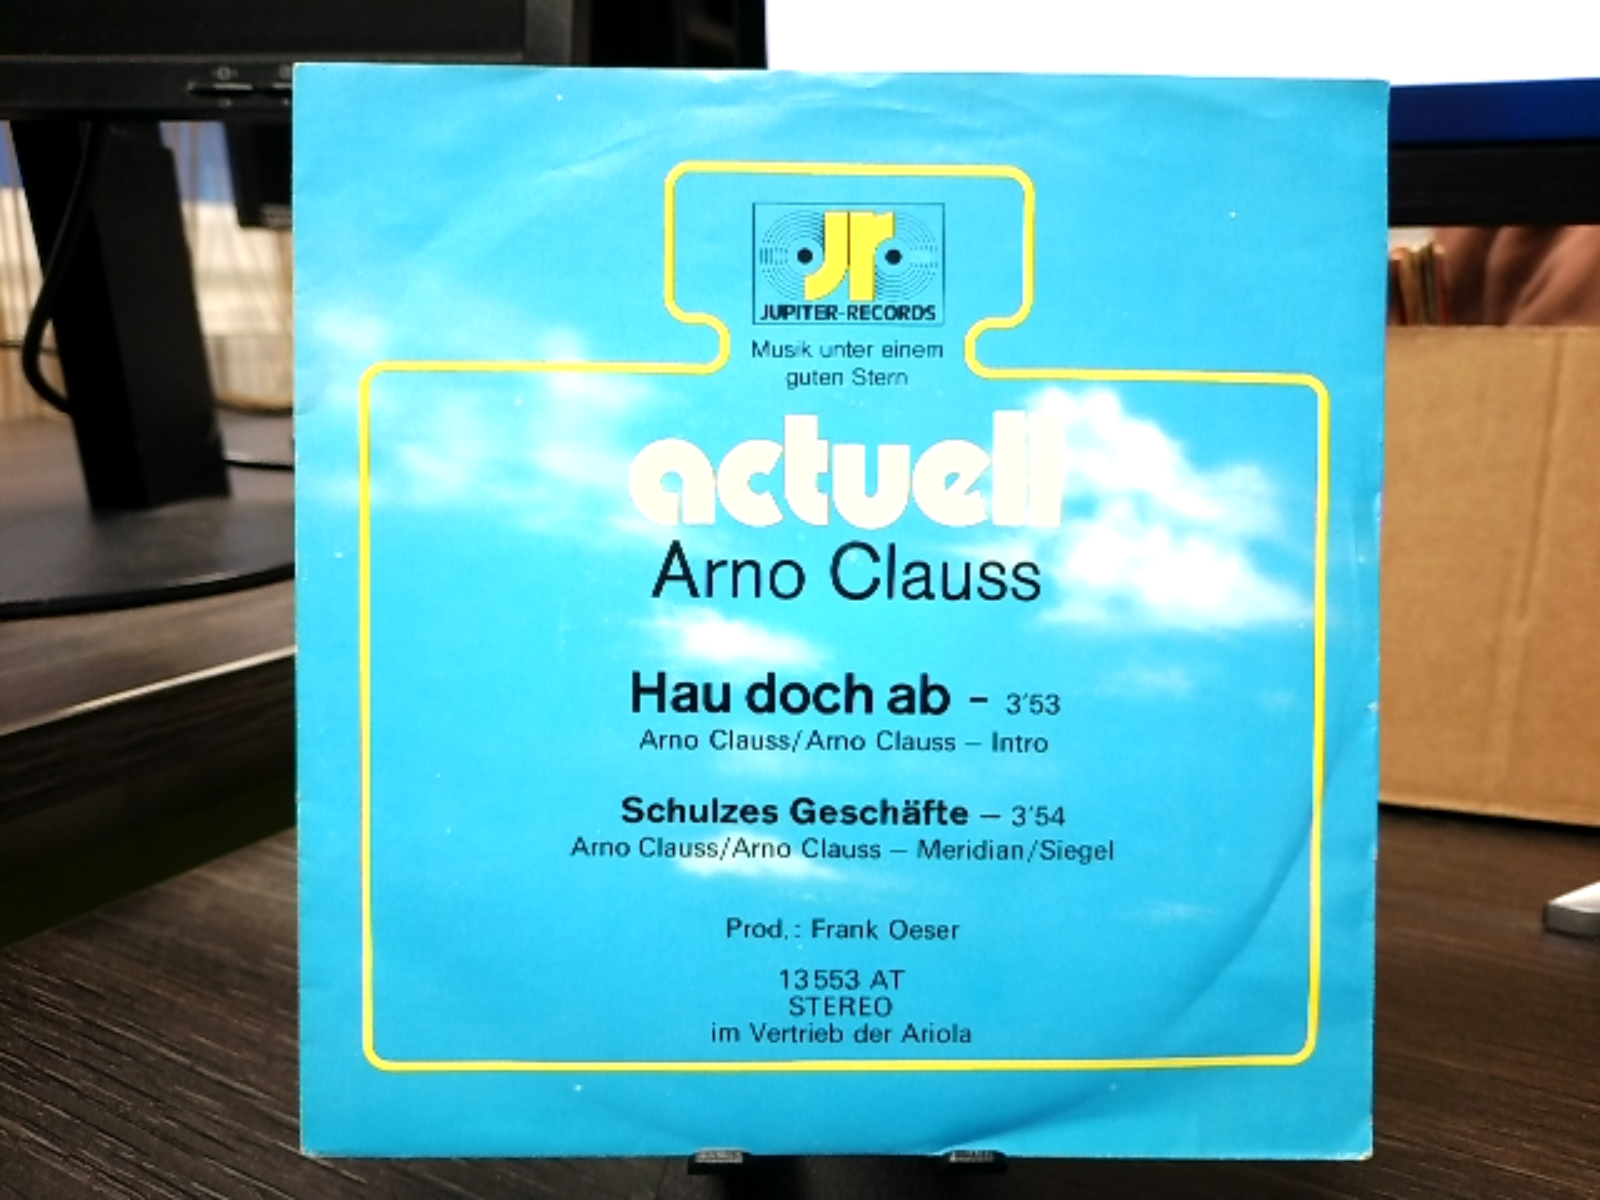 jr
JUPITER-RECORDS
Musik unter einem
guten Stern
actuell
Arno Clauss
Hau doch ab - 3'53
Arno Clauss/Arno Clauss – Intro
Schulzes Geschäfte – 3'54
Arno Clauss/Arno Clauss – Meridian/Siegel
Prod.: Frank Oeser
13 553 AT
STEREO
im Vertrieb der Ariola